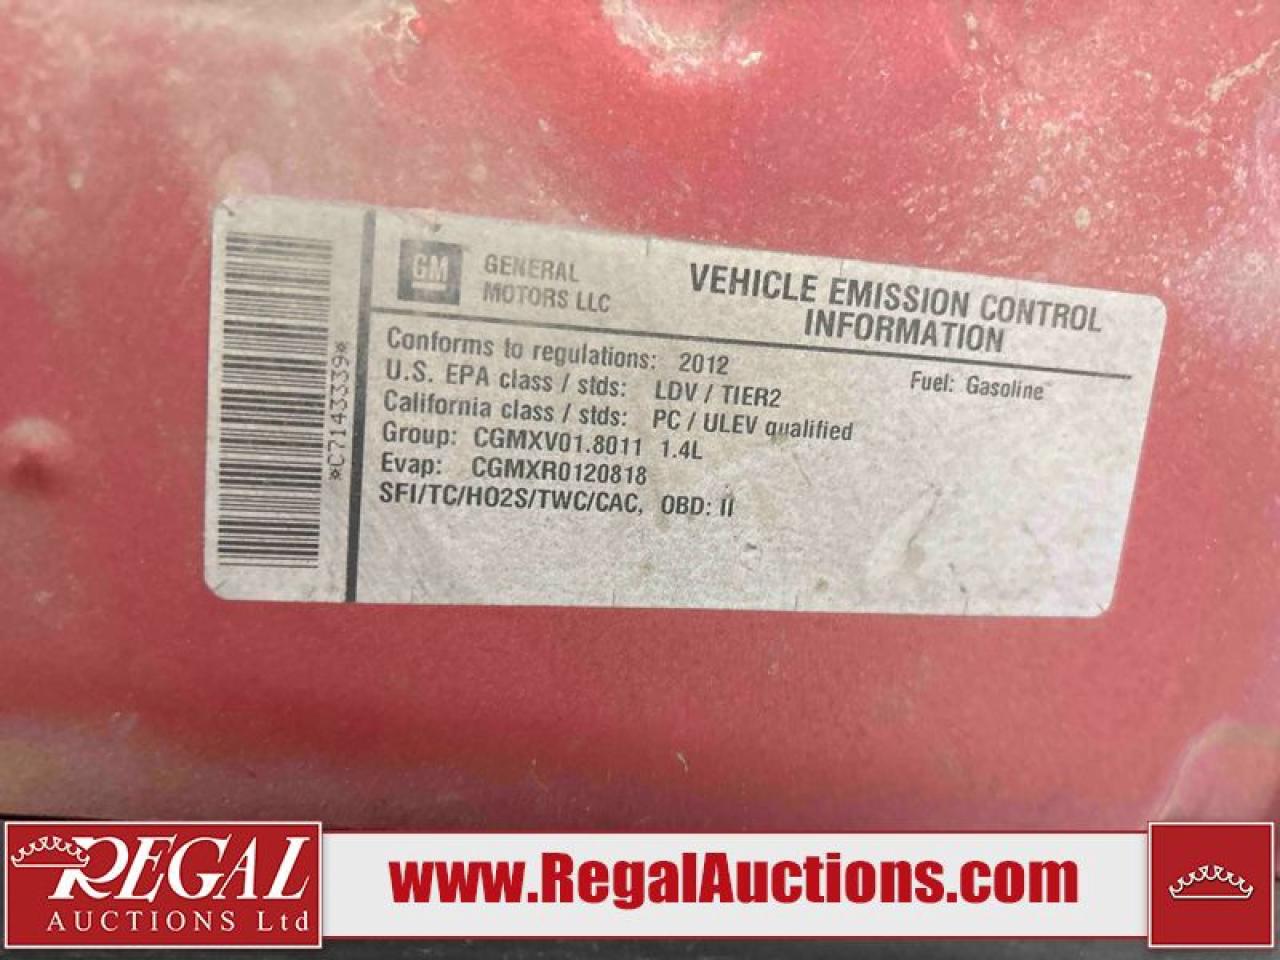 *C7143339*
GM
GENERAL
MOTORS LLC
VEHICLE EMISSION CONTROL
INFORMATION
Conforms to regulations: 2012
Fuel: Gasoline
U.S. EPA class / stds: LDV / TIER2
California class / stds: PC / ULEV qualified
Group: CGMXV01.8011 1.4L
Evap: CGMXR0120818
SFI/TC/HO2S/TWC/CAC, OBD: II
REGAL
AUCTIONS Ltd
www.RegalAuctions.com